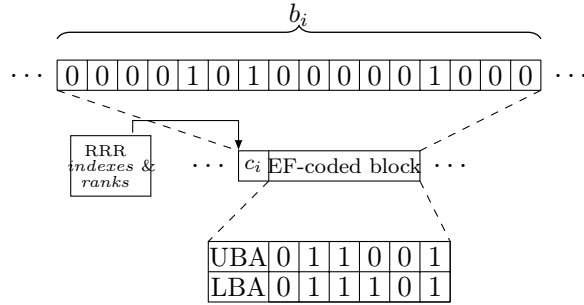 b_i
··· 0 0 0 0 1 0 1 0 0 0 0 0 1 0 0 0 ···
RRR
indexes &
ranks
··· c_i EF-coded block ···
UBA 0 1 1 0 0 1
LBA 0 1 1 1 0 1